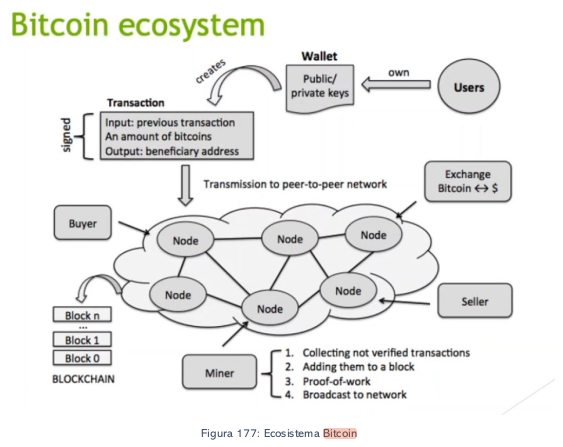 Bitcoin ecosystem
Wallet
creates
Public/
private keys
own
Users
Transaction
signed
Input: previous transaction
An amount of bitcoins
Output: beneficiary address
Transmission to peer-to-peer network
Exchange
Bitcoin ↔ $
Buyer
Node
Node
Node
Node
Node
Node
Seller
Block n
...
Block 1
Block 0
BLOCKCHAIN
Miner
1. Collecting not verified transactions
2. Adding them to a block
3. Proof-of-work
4. Broadcast to network
Figura 177: Ecosistema Bitcoin